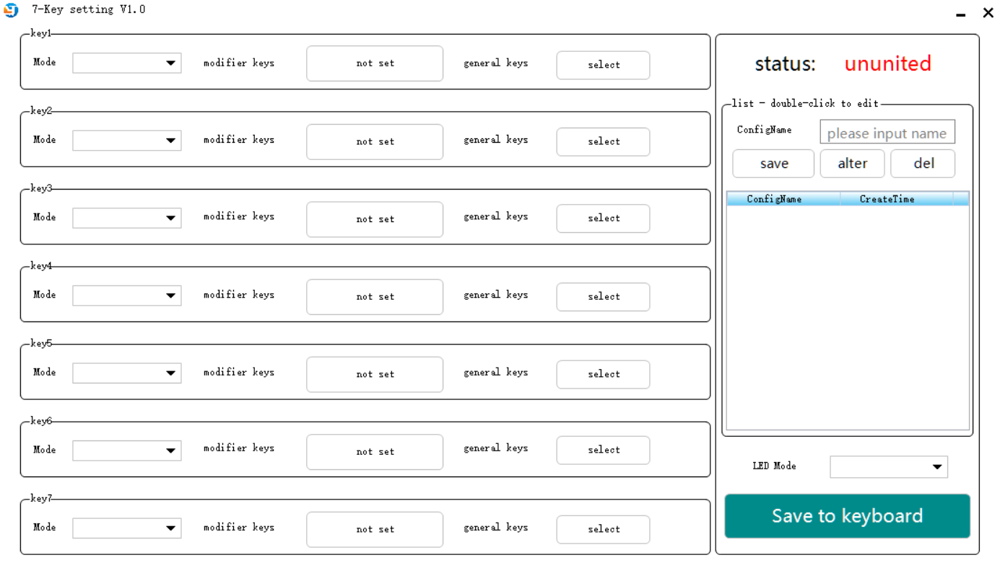 7-Key setting V1.0
key1
Mode modifier keys not set general keys select
key2
Mode modifier keys not set general keys select
key3
Mode modifier keys not set general keys select
key4
Mode modifier keys not set general keys select
key5
Mode modifier keys not set general keys select
key6
Mode modifier keys not set general keys select
key7
Mode modifier keys not set general keys select
status: ununited
list - double-click to edit
ConfigName please input name
save alter del
ConfigName CreateTime
LED Mode
Save to keyboard